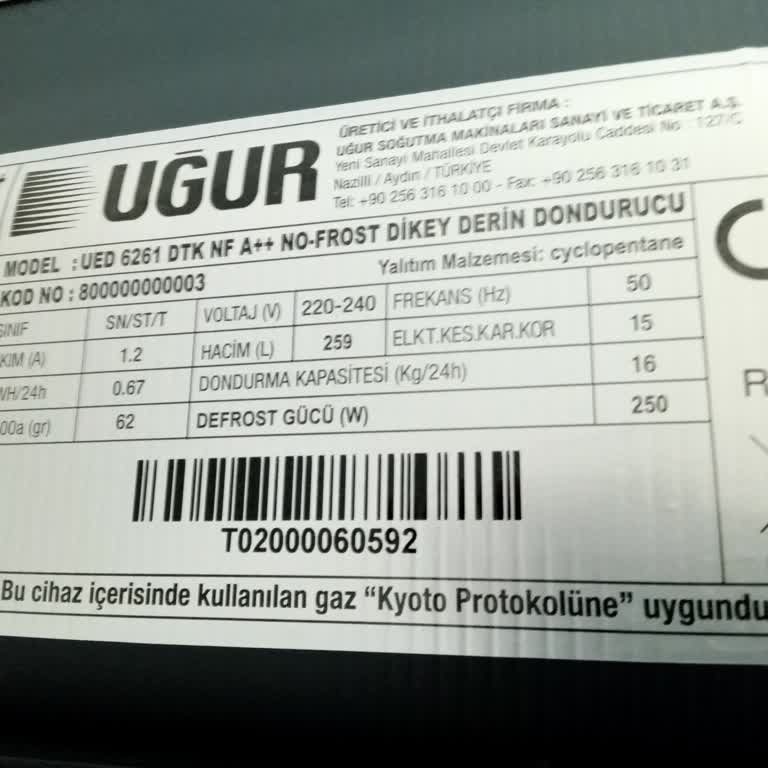 UĞUR
ÜRETİCİ VE İTHALATÇI FİRMA :
UĞUR SOĞUTMA MAKİNALARI SANAYİ VE TİCARET A.Ş.
Yeni Sanayi Mahallesi Devlet Karayolu Caddesi No : 127/C
Nazilli / Aydın / TÜRKİYE
Tel: +90 256 316 10 00 - Fax: +90 256 316 10 31
MODEL : UED 6261 DTK NF A++ NO-FROST DİKEY DERİN DONDURUCU
KOD NO : 800000000003 Yalıtım Malzemesi: cyclopentane
SINIF SN/ST/T VOLTAJ (V) 220-240 FREKANS (Hz) 50
KIM (A) 1.2 HACİM (L) 259 ELKT.KES.KAR.KOR 15
WH/24h 0.67 DONDURMA KAPASİTESİ (Kg/24h) 16
00a (gr) 62 DEFROST GÜCÜ (W) 250
T02000060592
Bu cihaz içerisinde kullanılan gaz “Kyoto Protokolüne” uygundu